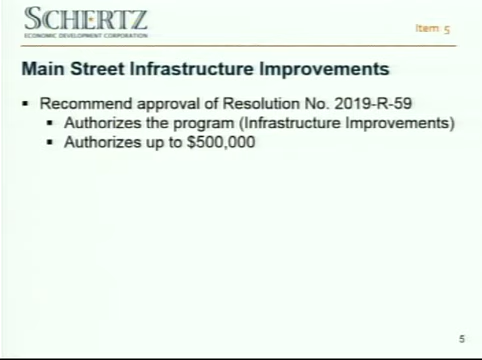 SCHERTZ
ECONOMIC DEVELOPMENT CORPORATION
Item 5
Main Street Infrastructure Improvements
▪ Recommend approval of Resolution No. 2019-R-59
▪ Authorizes the program (Infrastructure Improvements)
▪ Authorizes up to $500,000
5